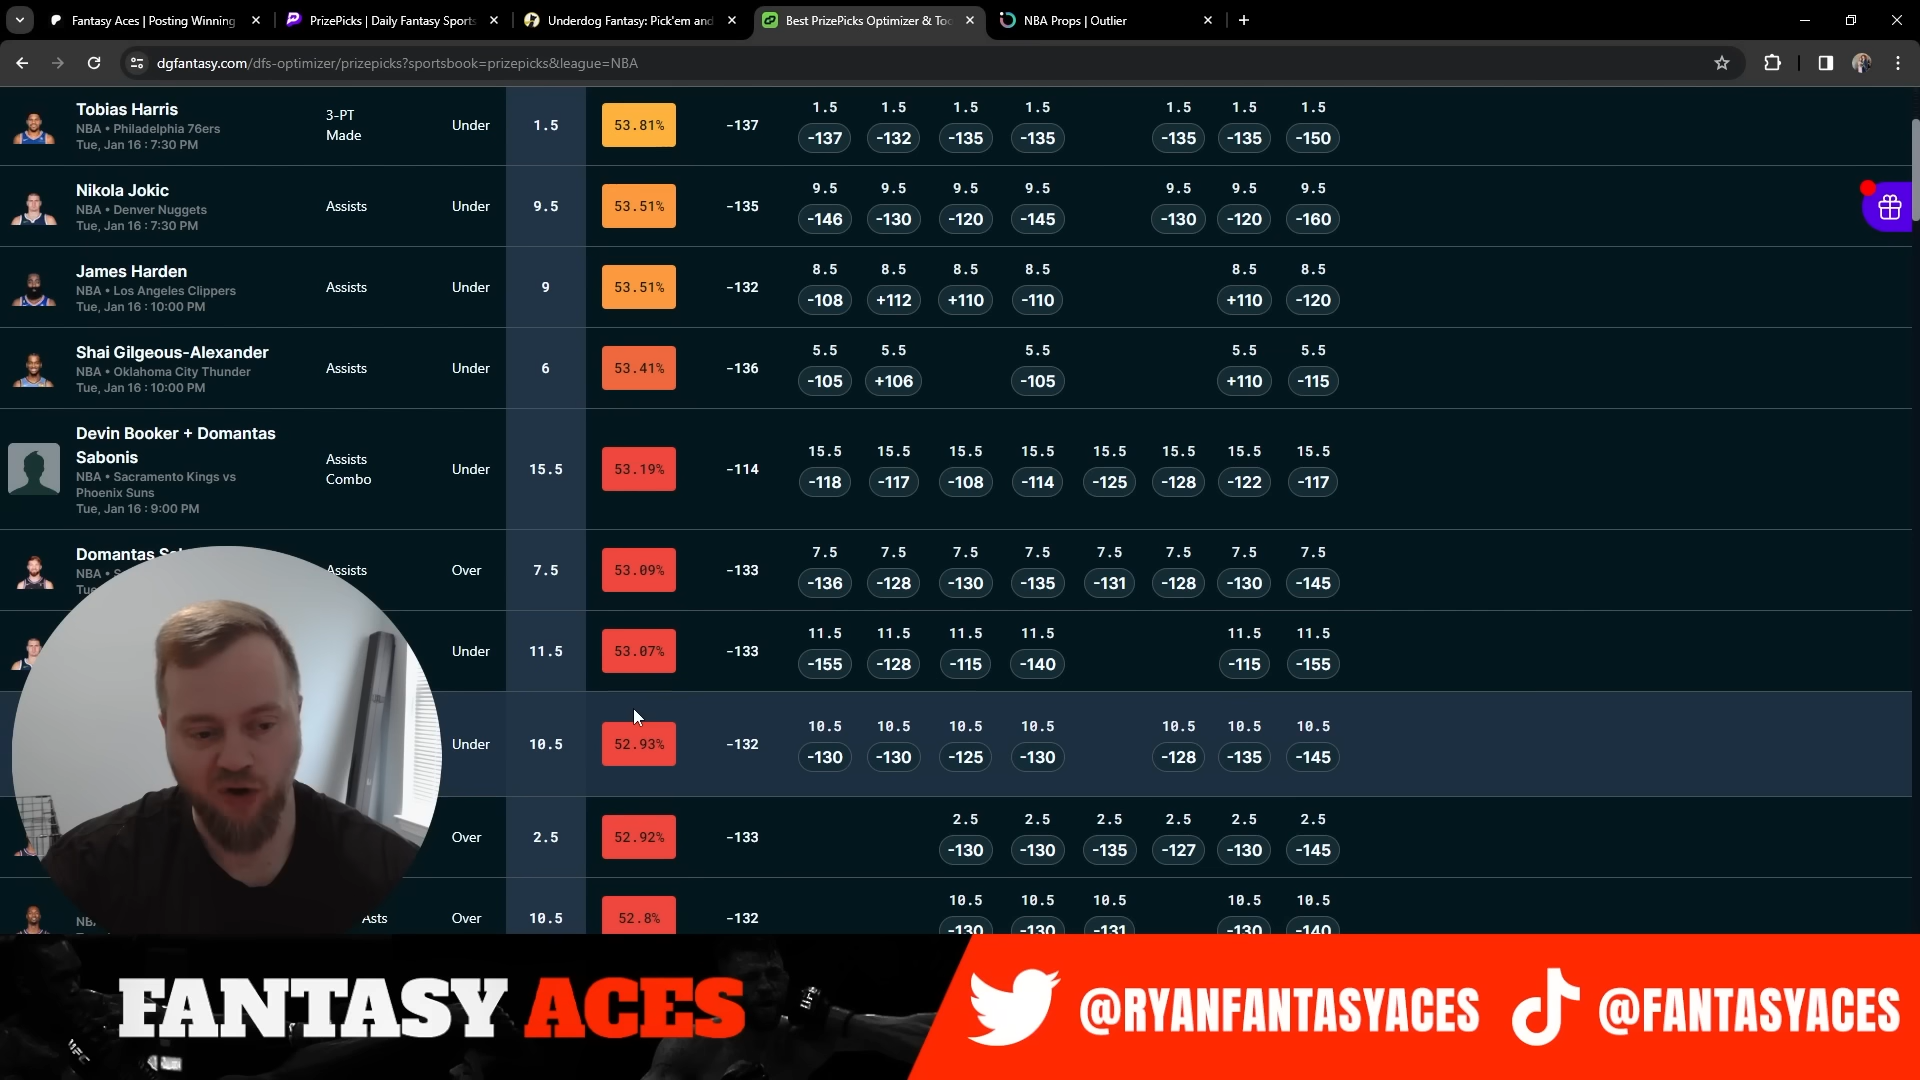 Fantasy Aces | Posting Winning
PrizePicks | Daily Fantasy Sports
Underdog Fantasy: Pick'em and
Best PrizePicks Optimizer & Too
NBA Props | Outlier
dgfantasy.com/dfs-optimizer/prizepicks?sportsbook=prizepicks&league=NBA
Tobias Harris
NBA • Philadelphia 76ers
Tue, Jan 16 : 7:30 PM
3-PT
Made
Under 1.5 53.81% -137
1.5 1.5 1.5 1.5 1.5 1.5 1.5
-137 -132 -135 -135 -135 -135 -150
Nikola Jokic
NBA • Denver Nuggets
Tue, Jan 16 : 7:30 PM
Assists Under 9.5 53.51% -135
9.5 9.5 9.5 9.5 9.5 9.5 9.5
-146 -130 -120 -145 -130 -120 -160
James Harden
NBA • Los Angeles Clippers
Tue, Jan 16 : 10:00 PM
Assists Under 9 53.51% -132
8.5 8.5 8.5 8.5 8.5 8.5
-108 +112 +110 -110 +110 -120
Shai Gilgeous-Alexander
NBA • Oklahoma City Thunder
Tue, Jan 16 : 10:00 PM
Assists Under 6 53.41% -136
5.5 5.5 5.5 5.5 5.5
-105 +106 -105 +110 -115
Devin Booker + Domantas
Sabonis
NBA • Sacramento Kings vs
Phoenix Suns
Tue, Jan 16 : 9:00 PM
Assists
Combo
Under 15.5 53.19% -114
15.5 15.5 15.5 15.5 15.5 15.5 15.5 15.5
-118 -117 -108 -114 -125 -128 -122 -117
Domantas
NBA •
Assists Over 7.5 53.09% -133
7.5 7.5 7.5 7.5 7.5 7.5 7.5 7.5
-136 -128 -130 -135 -131 -128 -130 -145
Under 11.5 53.07% -133
11.5 11.5 11.5 11.5 11.5 11.5
-155 -128 -115 -140 -115 -155
Under 10.5 52.93% -132
10.5 10.5 10.5 10.5 10.5 10.5 10.5
-130 -130 -125 -130 -128 -135 -145
Over 2.5 52.92% -133
2.5 2.5 2.5 2.5 2.5 2.5
-130 -130 -135 -127 -130 -145
Asts Over 10.5 52.8% -132
10.5 10.5 10.5 10.5 10.5
-130 -130 -131 -130 -140
FANTASY ACES
@RYANFANTASYACES
@FANTASYACES